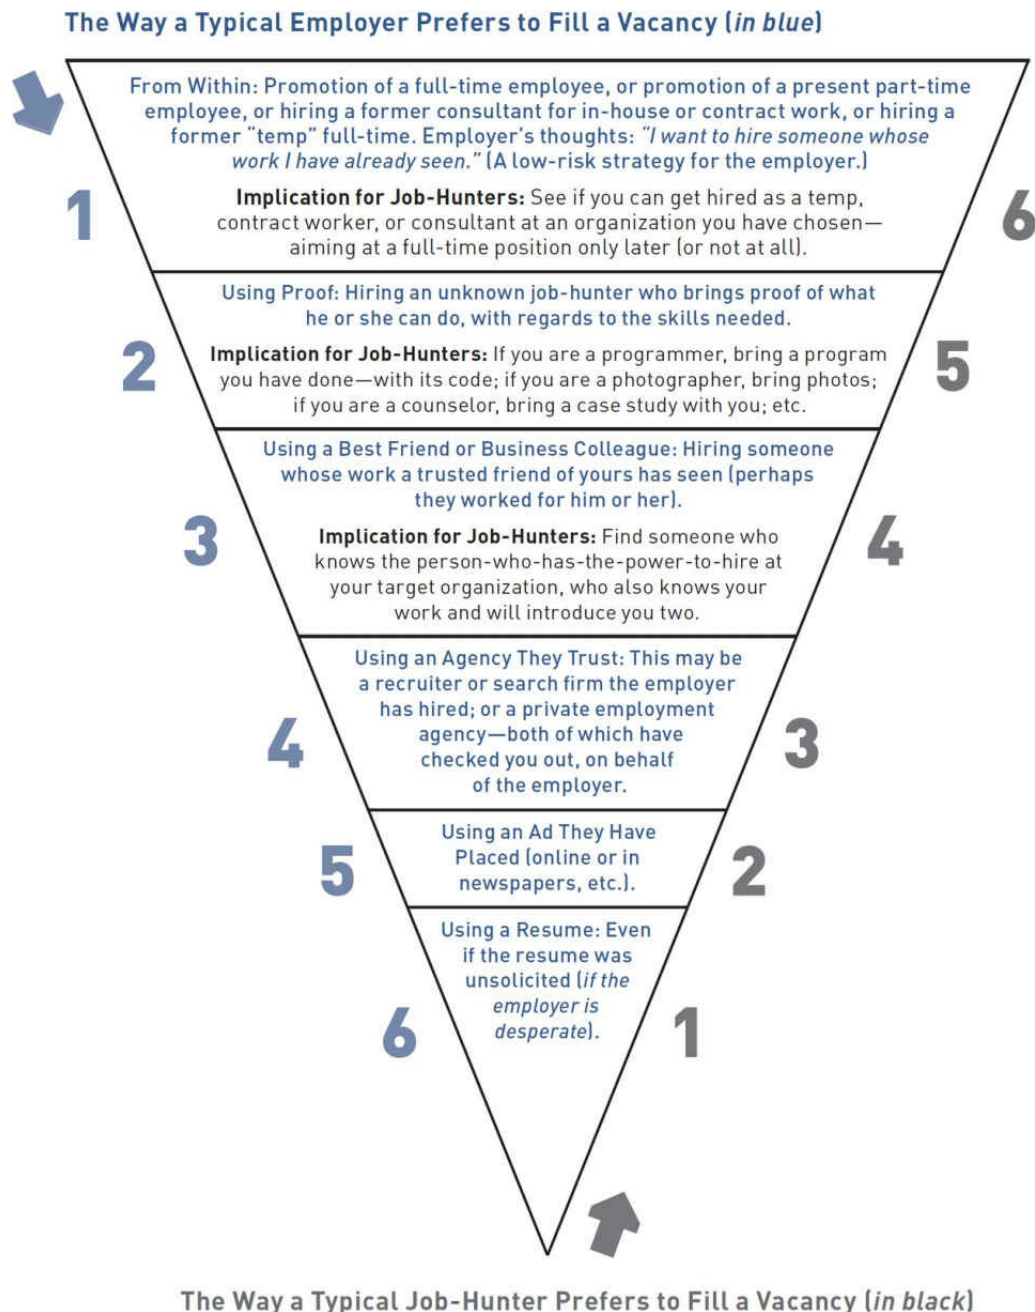 The Way a Typical Employer Prefers to Fill a Vacancy (in blue)
From Within: Promotion of a full-time employee, or promotion of a present part-time
employee, or hiring a former consultant for in-house or contract work, or hiring a
former “temp” full-time. Employer’s thoughts: “I want to hire someone whose
work I have already seen.” (A low-risk strategy for the employer.)
1
6
Implication for Job-Hunters: See if you can get hired as a temp,
contract worker, or consultant at an organization you have chosen—
aiming at a full-time position only later (or not at all).
Using Proof: Hiring an unknown job-hunter who brings proof of what
he or she can do, with regards to the skills needed.
2
5
Implication for Job-Hunters: If you are a programmer, bring a program
you have done—with its code; if you are a photographer, bring photos;
if you are a counselor, bring a case study with you; etc.
Using a Best Friend or Business Colleague: Hiring someone
whose work a trusted friend of yours has seen (perhaps
they worked for him or her).
3
4
Implication for Job-Hunters: Find someone who
knows the person-who-has-the-power-to-hire at
your target organization, who also knows your
work and will introduce you two.
Using an Agency They Trust: This may be
a recruiter or search firm the employer
has hired; or a private employment
agency—both of which have
checked you out, on behalf
of the employer.
4
3
Using an Ad They Have
Placed (online or in
newspapers, etc.).
5
2
Using a Resume: Even
if the resume was
unsolicited (if the
employer is
desperate).
6
1
The Way a Typical Job-Hunter Prefers to Fill a Vacancy (in black)